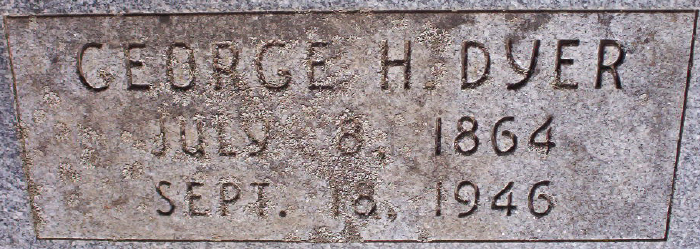 GEORGE H. DYER
JULY 8, 1864
SEPT. 18, 1946